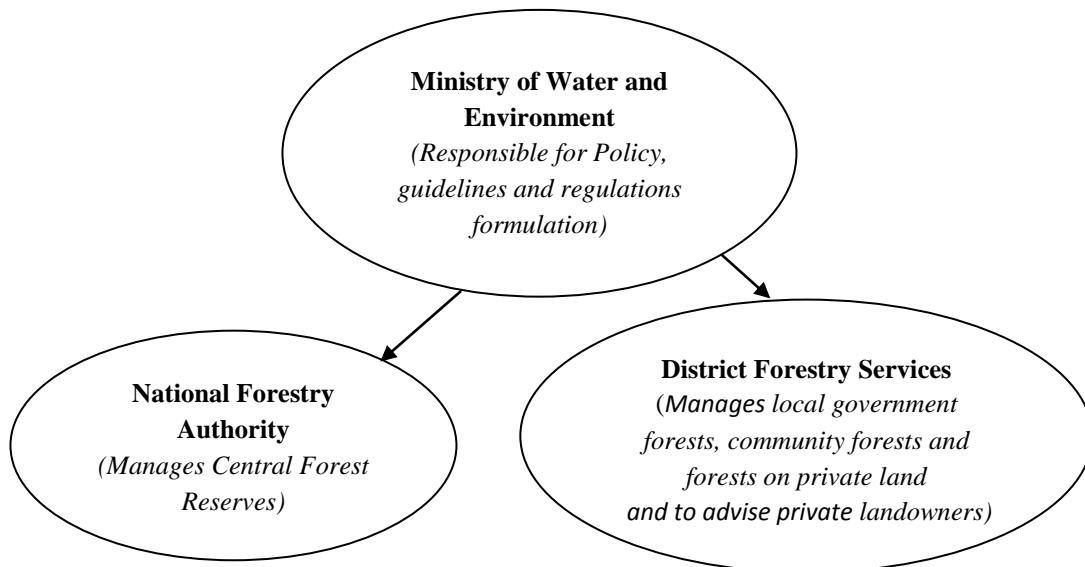 Ministry of Water and
Environment
(Responsible for Policy,
guidelines and regulations
formulation)
National Forestry
Authority
(Manages Central Forest
Reserves)
District Forestry Services
(Manages local government
forests, community forests and
forests on private land
and to advise private landowners)